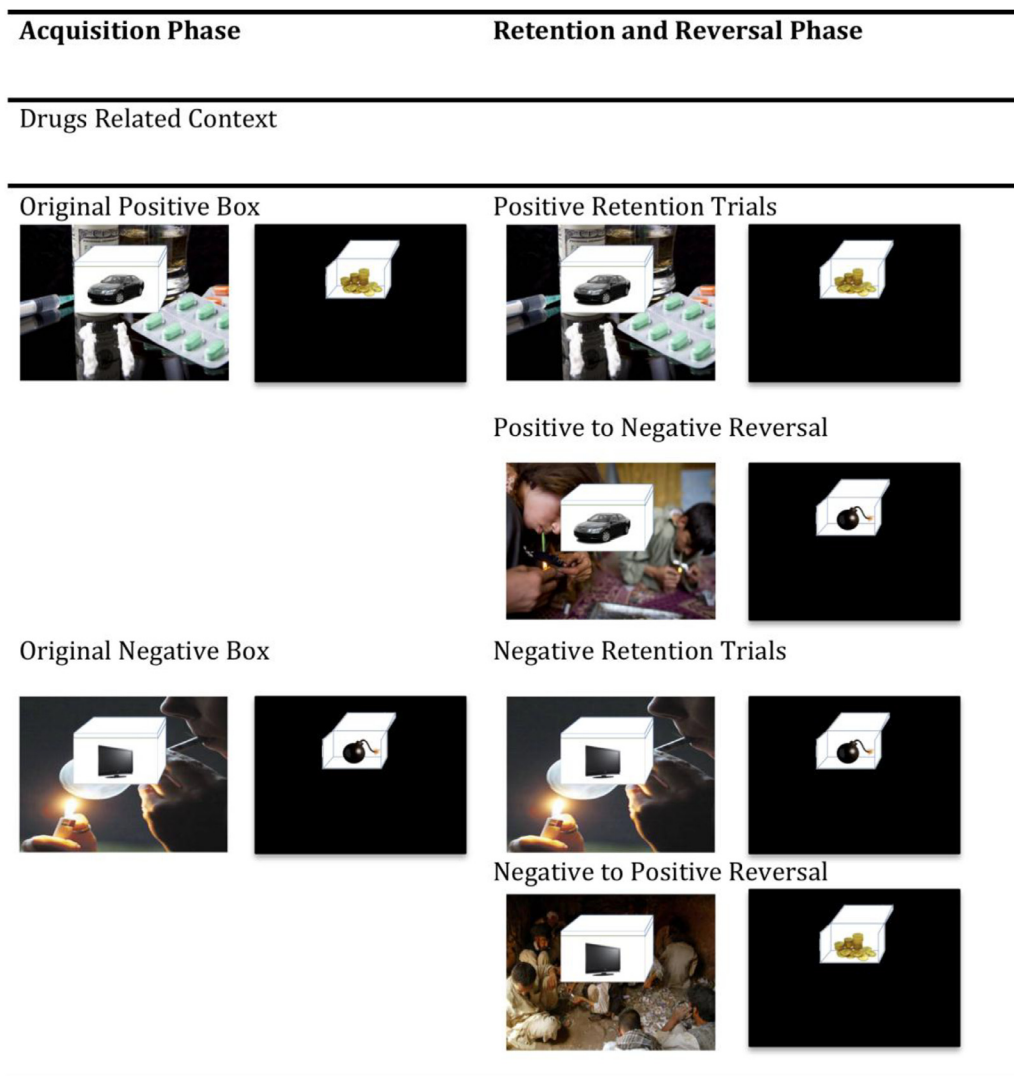 Acquisition Phase
Retention and Reversal Phase
Drugs Related Context
Original Positive Box
Positive Retention Trials
Positive to Negative Reversal
Original Negative Box
Negative Retention Trials
Negative to Positive Reversal